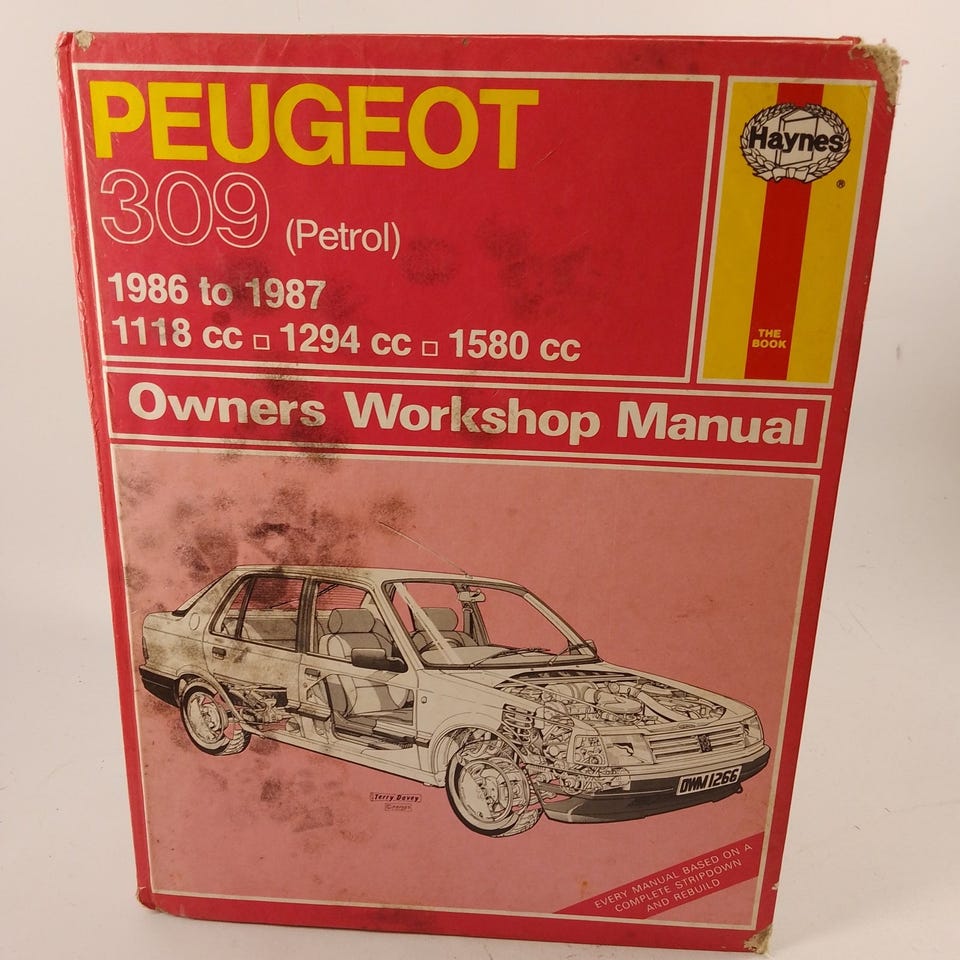 PEUGEOT
309 (Petrol)
1986 to 1987
1118 cc □ 1294 cc □ 1580 cc
Haynes
®
THE
BOOK
Owners Workshop Manual
OWM 1266
Terry Davey
EVERY MANUAL BASED ON A
COMPLETE STRIPDOWN
AND REBUILD